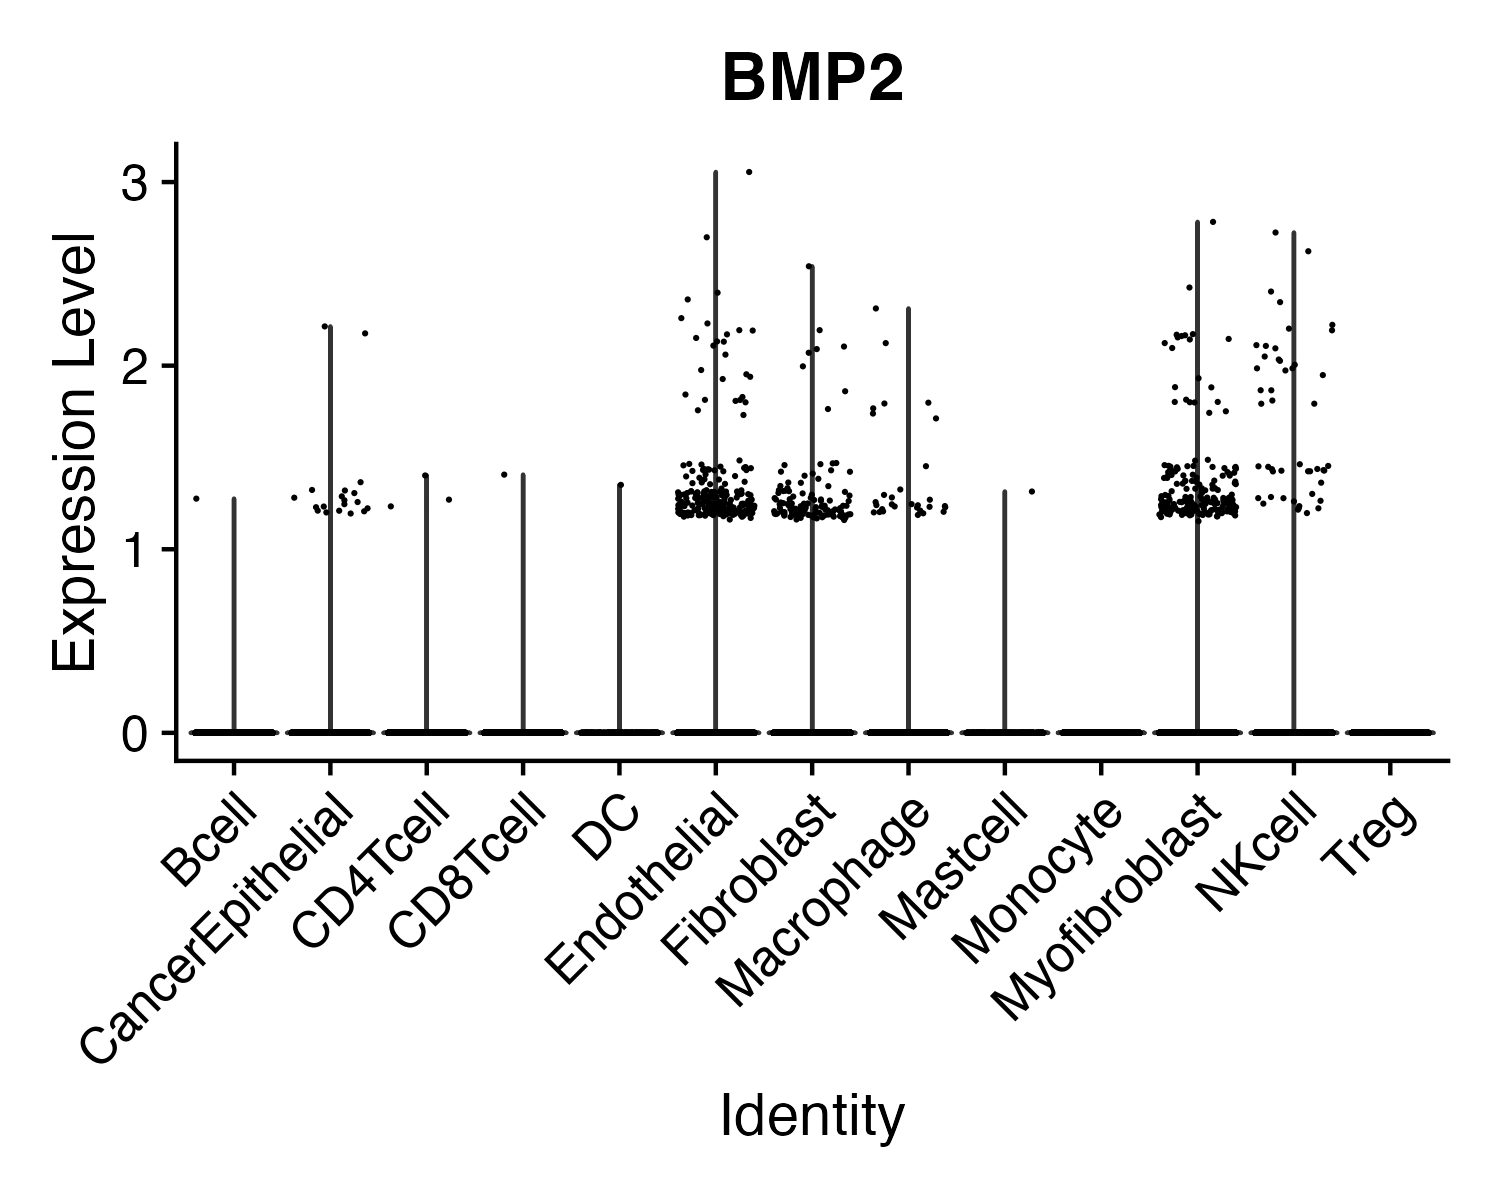 BMP2
Expression Level
3
2
1
0
Bcell
CancerEpithelial
CD4Tcell
CD8Tcell
DC
Endothelial
Fibroblast
Macrophage
Mastcell
Monocyte
Myofibroblast
NKcell
Treg
Identity